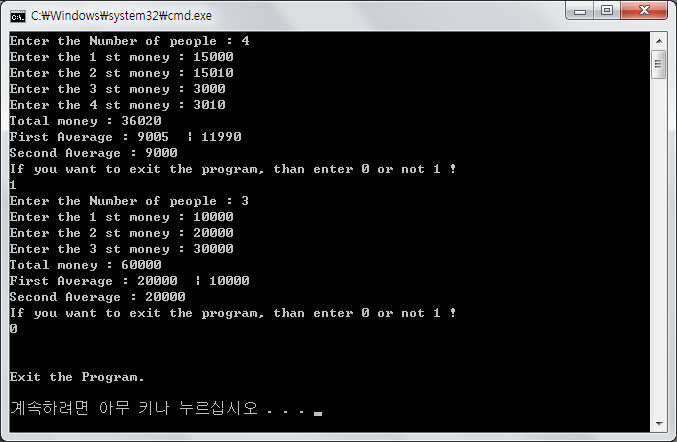 C:₩Windows₩system32₩cmd.exe
Enter the Number of people : 4
Enter the 1 st money : 15000
Enter the 2 st money : 15010
Enter the 3 st money : 3000
Enter the 4 st money : 3010
Total money : 36020
First Average : 9005  ¦ 11990
Second Average : 9000
If you want to exit the program, than enter 0 or not 1 !
1
Enter the Number of people : 3
Enter the 1 st money : 10000
Enter the 2 st money : 20000
Enter the 3 st money : 30000
Total money : 60000
First Average : 20000  ¦ 10000
Second Average : 20000
If you want to exit the program, than enter 0 or not 1 !
0
Exit the Program.
계속하려면 아무 키나 누르십시오 . . .